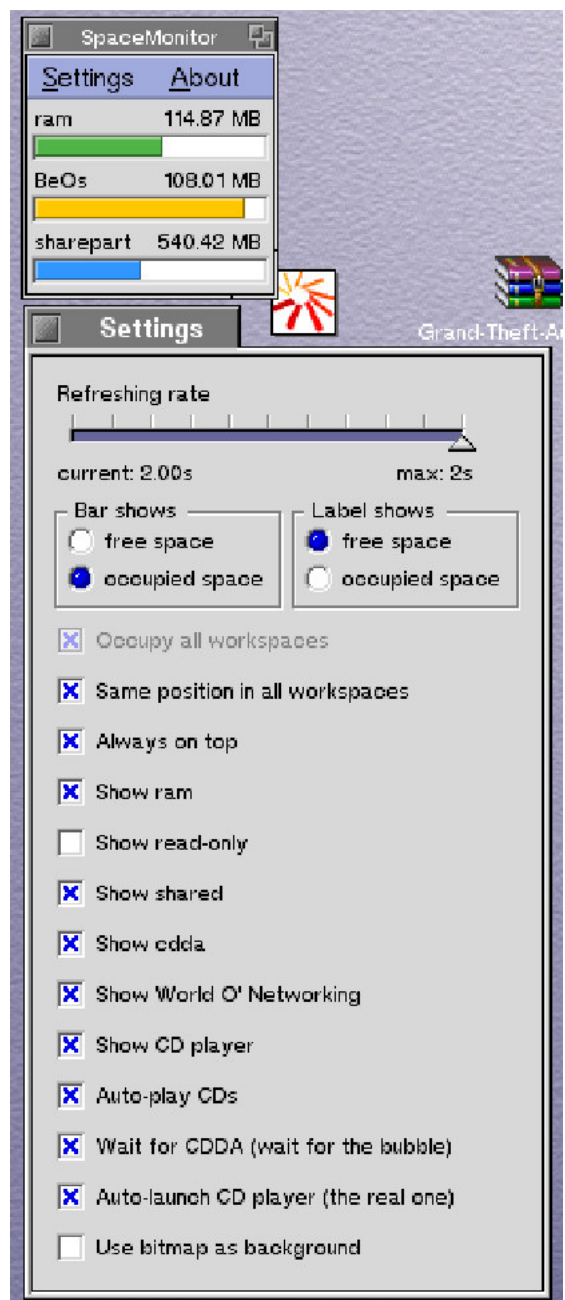 SpaceMonitor
Settings About
ram 114.87 MB
BeOs 108.01 MB
sharepart 540.42 MB
Grand-Theft-Au
Settings
Refreshing rate
current: 2.00s max: 2s
Bar shows Label shows
free space free space
occupied space occupied space
Occupy all workspaces
Same position in all workspaces
Always on top
Show ram
Show read-only
Show shared
Show cdda
Show World O' Networking
Show CD player
Auto-play CDs
Wait for CDDA (wait for the bubble)
Auto-launch CD player (the real one)
Use bitmap as background